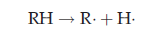 RH → R· + H·